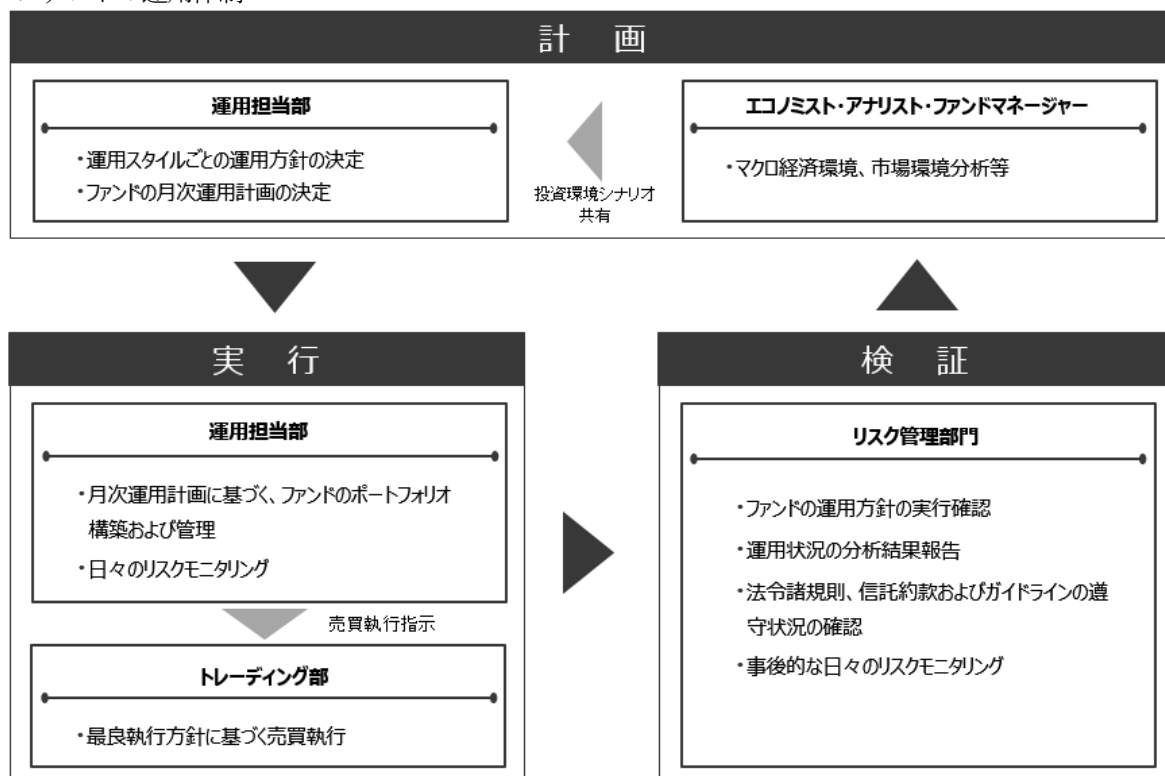 計 画
運用担当部
・運用スタイルごとの運用方針の決定
・ファンドの月次運用計画の決定
投資環境シナリオ
共有
エコノミスト・アナリスト・ファンドマネージャー
・マクロ経済環境、市場環境分析等
実 行
運用担当部
・月次運用計画に基づく、ファンドのポートフォリオ
構築および管理
・日々のリスクモニタリング
売買執行指示
トレーディング部
・最良執行方針に基づく売買執行
検 証
リスク管理部門
・ファンドの運用方針の実行確認
・運用状況の分析結果報告
・法令諸規則、信託約款およびガイドラインの遵
守状況の確認
・事後的な日々のリスクモニタリング